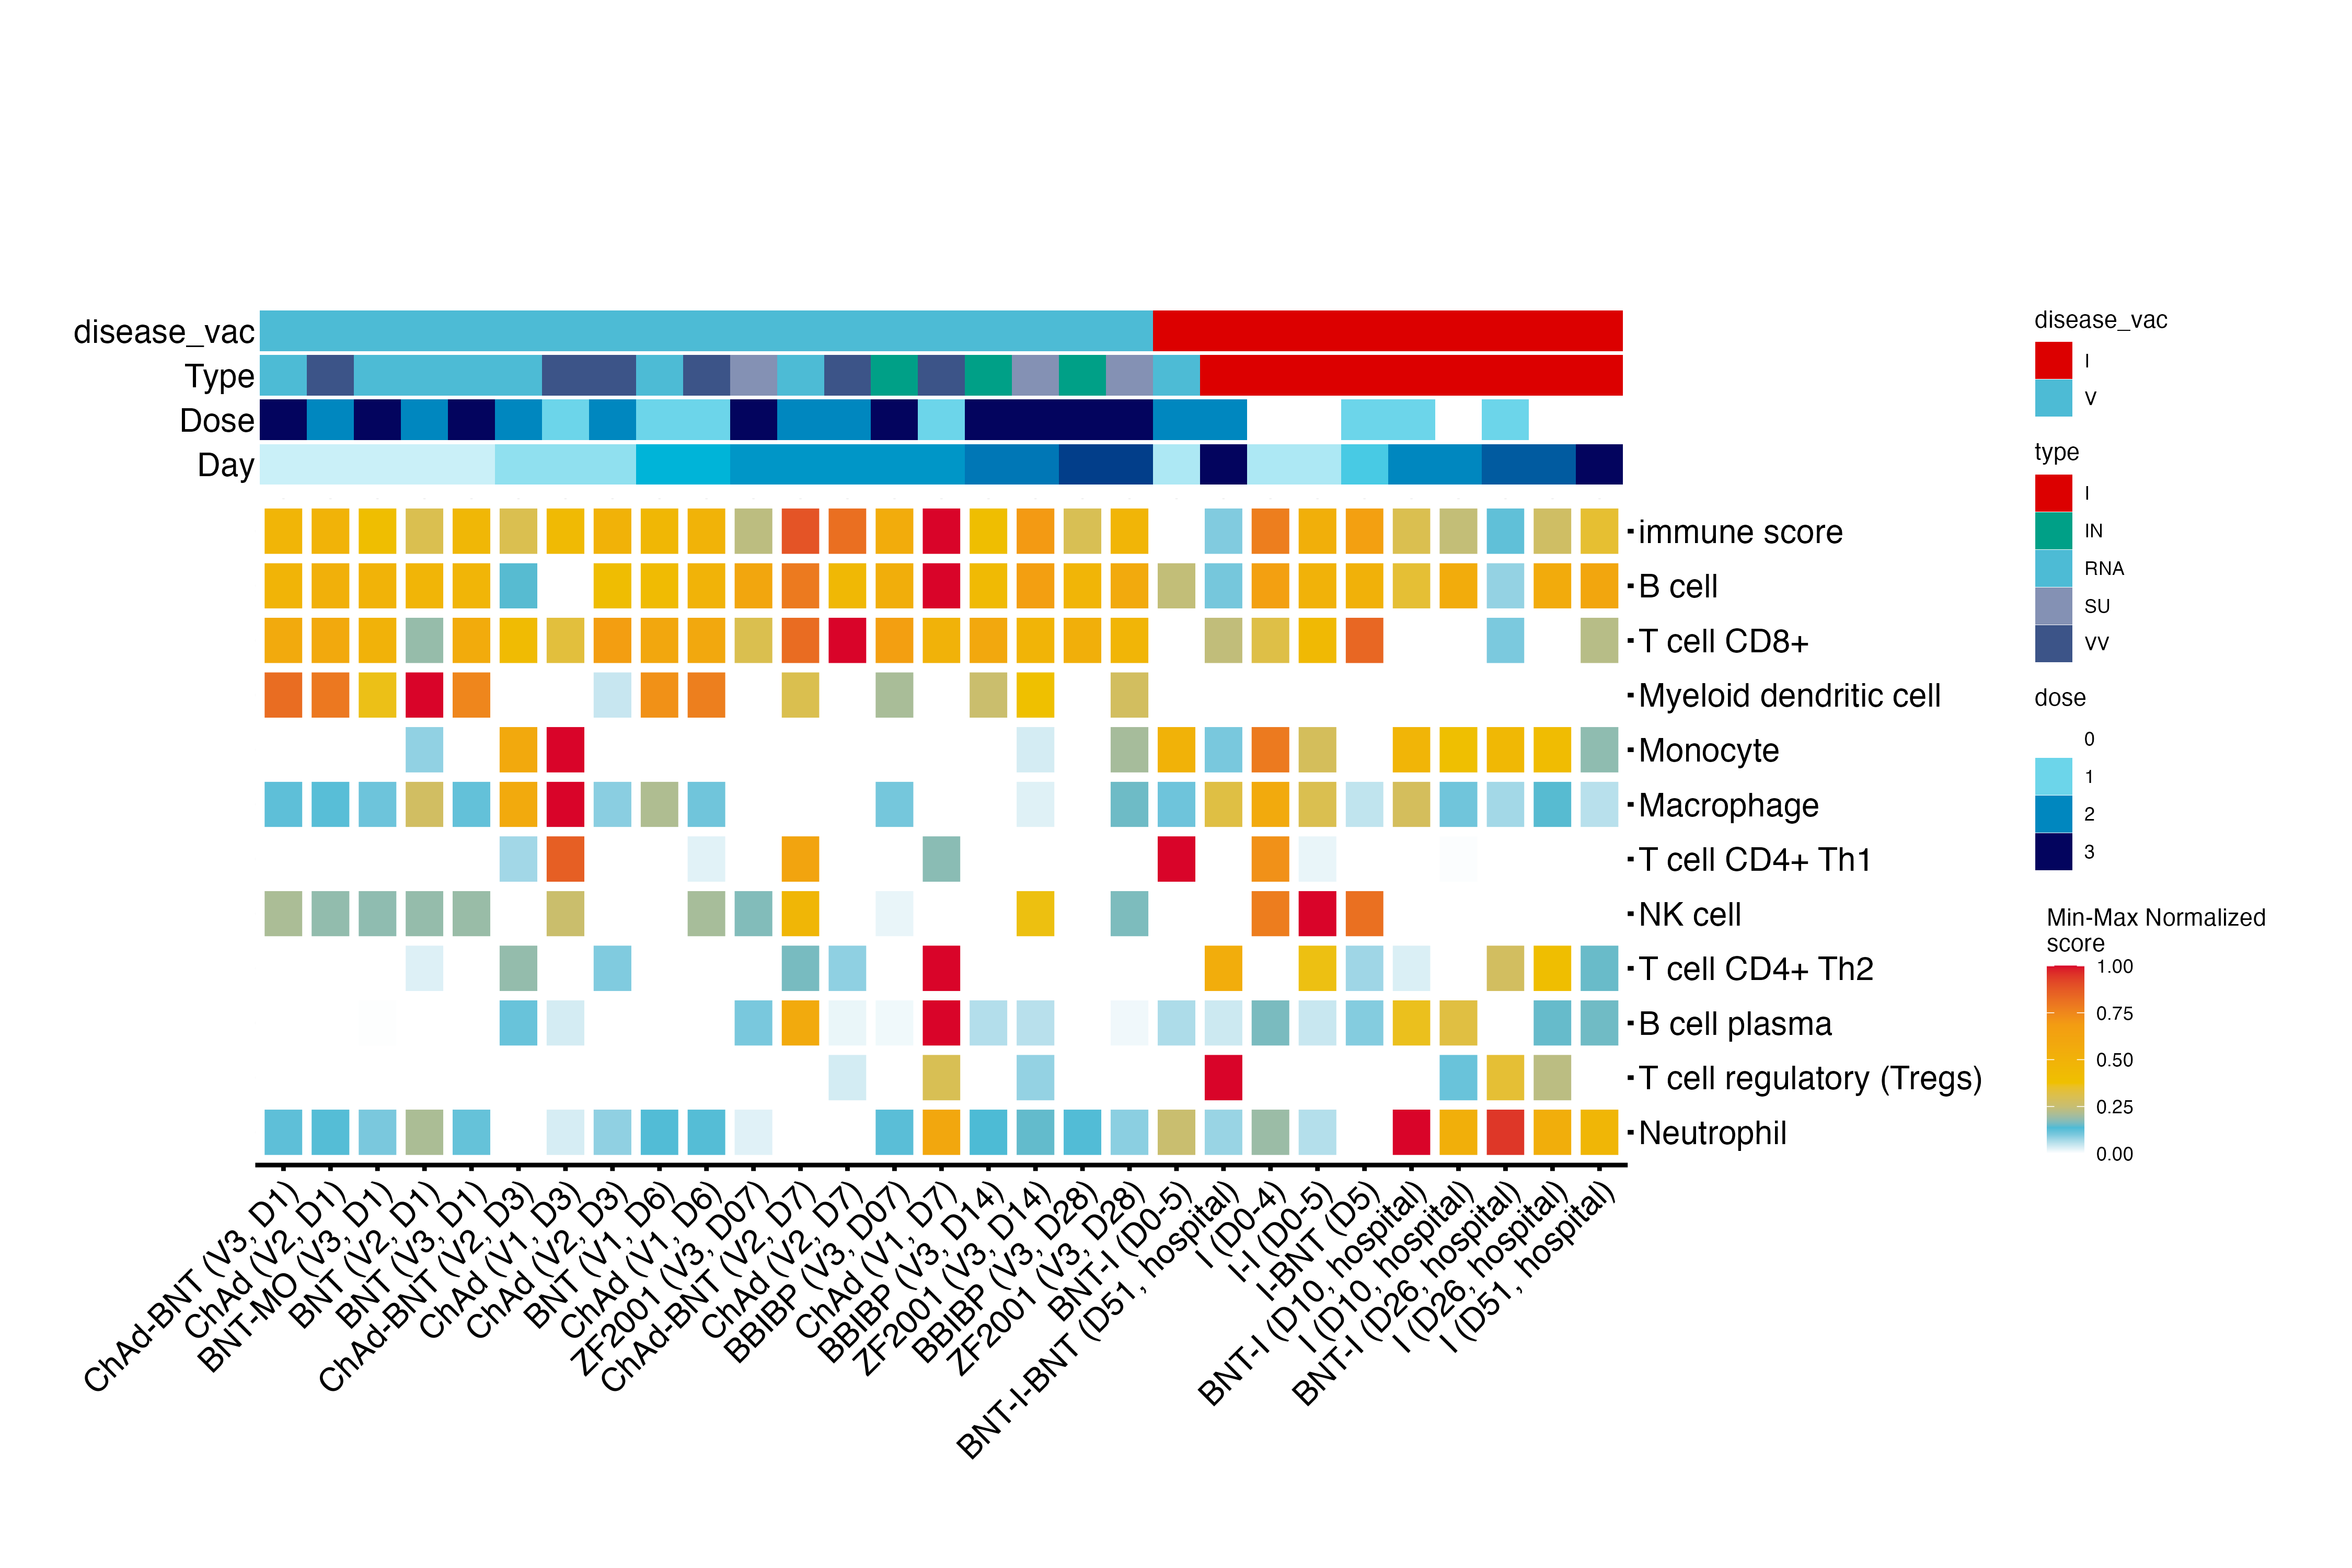 disease_vac
Type
Dose
Day
immune score
B cell
T cell CD8+
Myeloid dendritic cell
Monocyte
Macrophage
T cell CD4+ Th1
NK cell
T cell CD4+ Th2
B cell plasma
T cell regulatory (Tregs)
Neutrophil
ChAd-BNT (V3, D1)
ChAd (V2, D1)
BNT-MO (V3, D1)
BNT (V2, D1)
BNT (V3, D1)
ChAd-BNT (V2, D3)
ChAd (V1, D3)
ChAd (V2, D3)
BNT (V1, D6)
ChAd (V1, D6)
ZF2001 (V3, D07)
ChAd-BNT (V2, D7)
ChAd (V2, D7)
BBIBP (V3, D07)
ChAd (V1, D7)
BBIBP (V3, D14)
ZF2001 (V3, D14)
BBIBP (V3, D28)
ZF2001 (V3, D28)
BNT-I (D0-5)
BNT-I-BNT (D51, hospital)
I (D0-4)
I-I (D0-5)
I-BNT (D5)
BNT-I (D10, hospital)
I (D10, hospital)
BNT-I (D26, hospital)
I (D26, hospital)
I (D51, hospital)
disease_vac
I
V
type
I
IN
RNA
SU
VV
dose
0
1
2
3
Min-Max Normalized
score
1.00
0.75
0.50
0.25
0.00